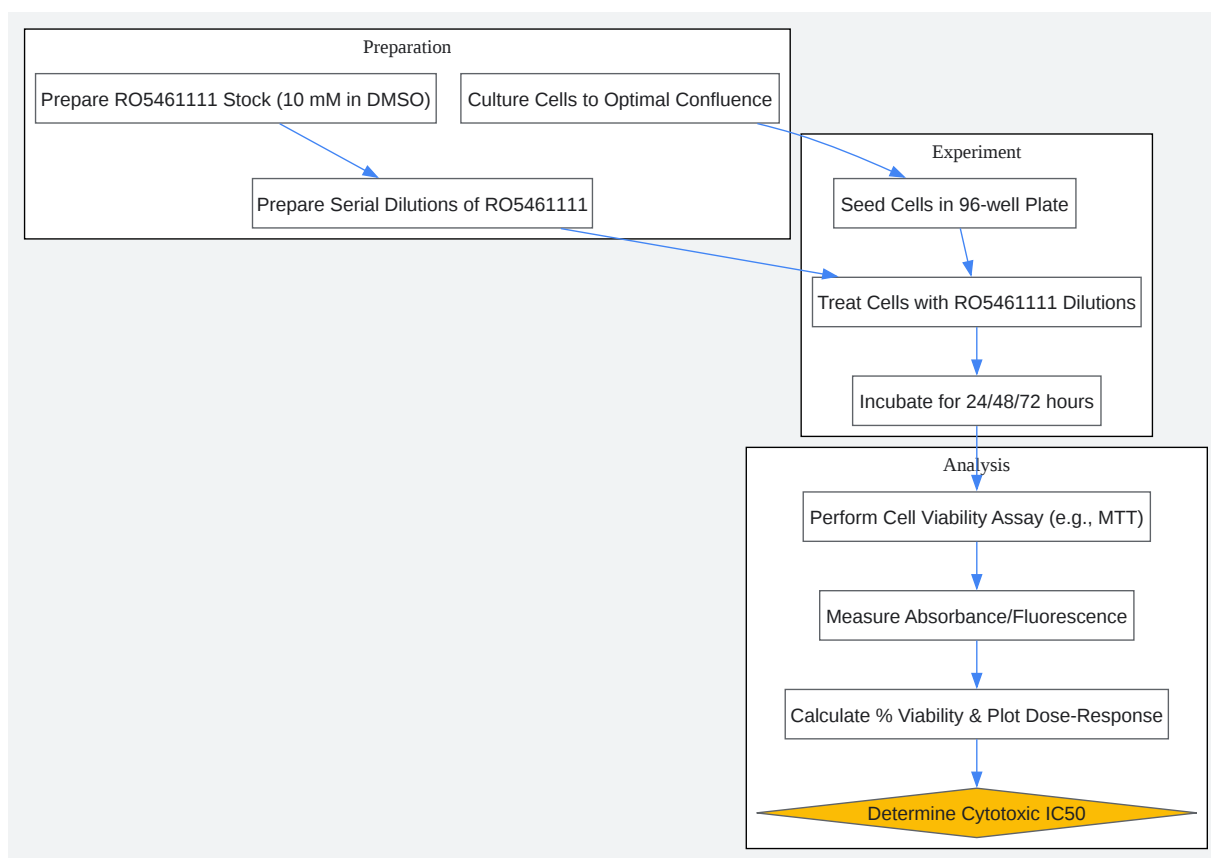 Preparation
Prepare RO5461111 Stock (10 mM in DMSO)
Culture Cells to Optimal Confluence
Prepare Serial Dilutions of RO5461111
Experiment
Seed Cells in 96-well Plate
Treat Cells with RO5461111 Dilutions
Incubate for 24/48/72 hours
Analysis
Perform Cell Viability Assay (e.g., MTT)
Measure Absorbance/Fluorescence
Calculate % Viability & Plot Dose-Response
Determine Cytotoxic IC50